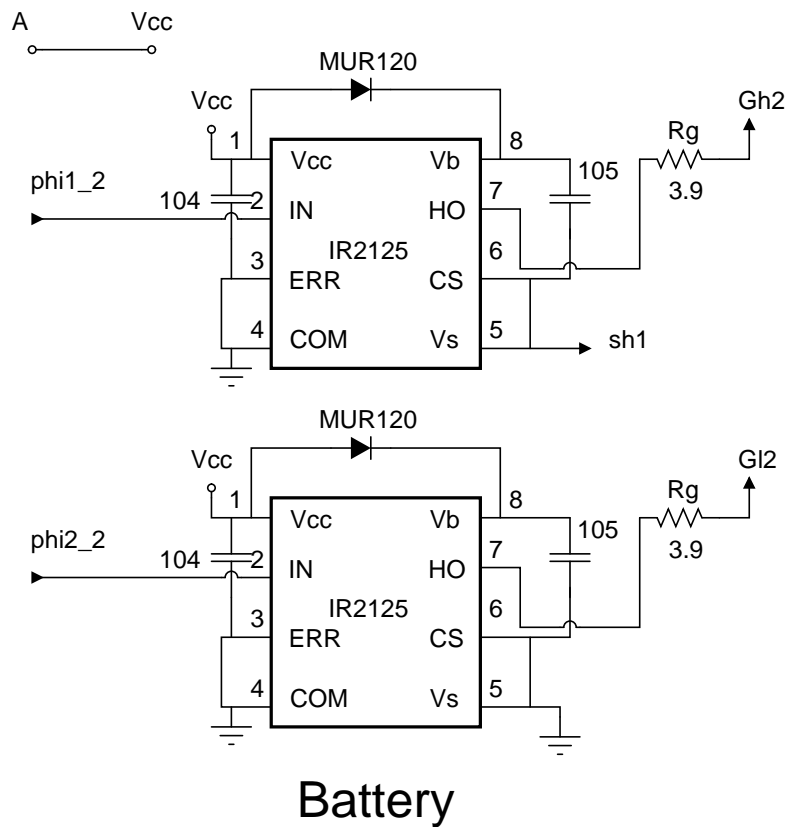 A Vcc
MUR120
Vcc
1
Vcc
Vb
8
Gh2
Rg
phi1_2
104
2
IN
HO
7
105
3.9
IR2125
3
ERR
CS
6
4
COM
Vs
5
sh1
MUR120
Vcc
1
Vcc
Vb
8
Gl2
Rg
phi2_2
104
2
IN
HO
7
105
3.9
IR2125
3
ERR
CS
6
4
COM
Vs
5
Battery